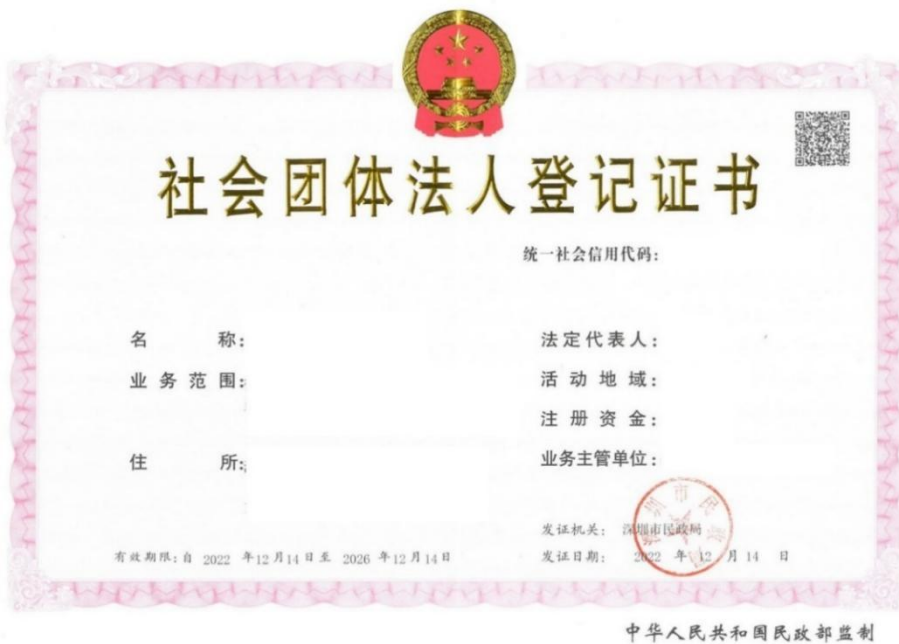 社会团体法人登记证书
统一社会信用代码：
名称：
法定代表人：
业务范围：
活动地域：
注册资金：
住所：
业务主管单位：
发证机关： 深圳市民政局
有效期限：自 2022 年12月14日至 2026 年12月14日
发证日期： 2022 年 12 月 14 日
中华人民共和国民政部监制